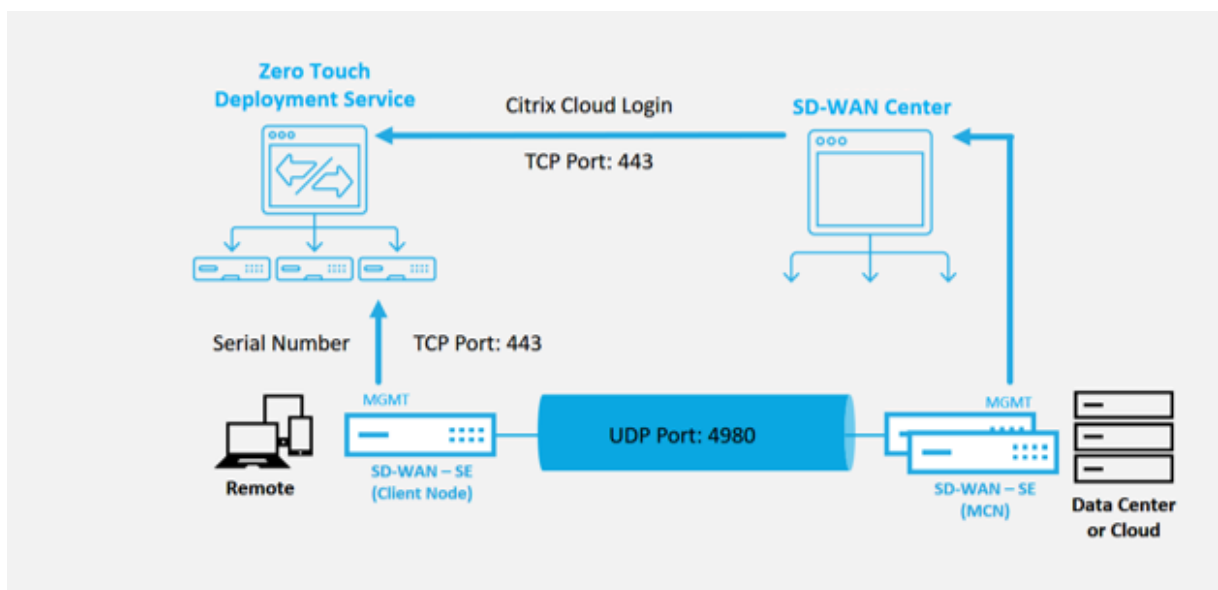 Zero Touch
Deployment Service
Citrix Cloud Login
SD-WAN Center
TCP Port: 443
Serial Number
TCP Port: 443
MGMT
MGMT
UDP Port: 4980
SD-WAN – SE
(Client Node)
Remote
SD-WAN – SE
(MCN)
Data Center
or Cloud